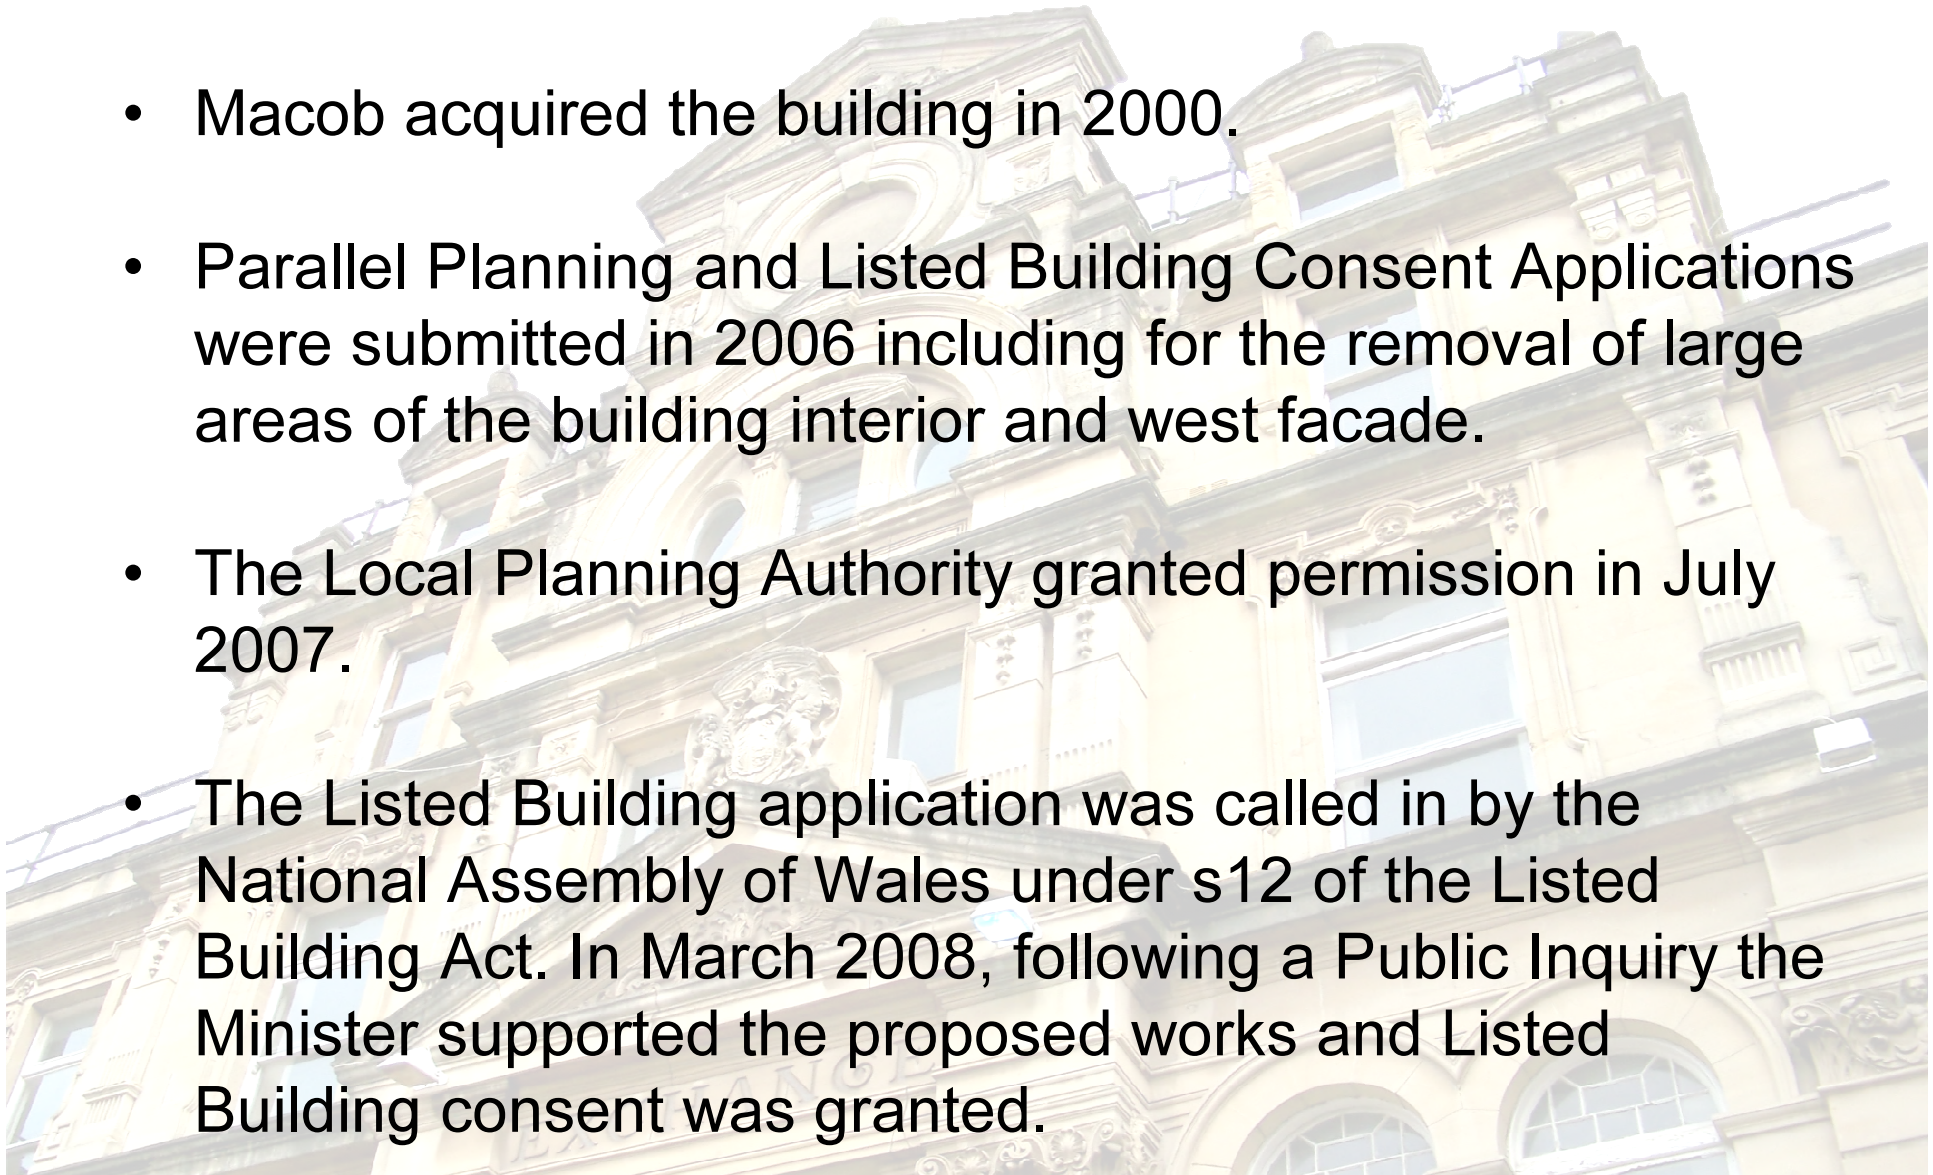 • Macob acquired the building in 2000.
• Parallel Planning and Listed Building Consent Applications
were submitted in 2006 including for the removal of large
areas of the building interior and west facade.
• The Local Planning Authority granted permission in July
2007.
• The Listed Building application was called in by the
National Assembly of Wales under s12 of the Listed
Building Act. In March 2008, following a Public Inquiry the
Minister supported the proposed works and Listed
Building consent was granted.
EXCHANGE